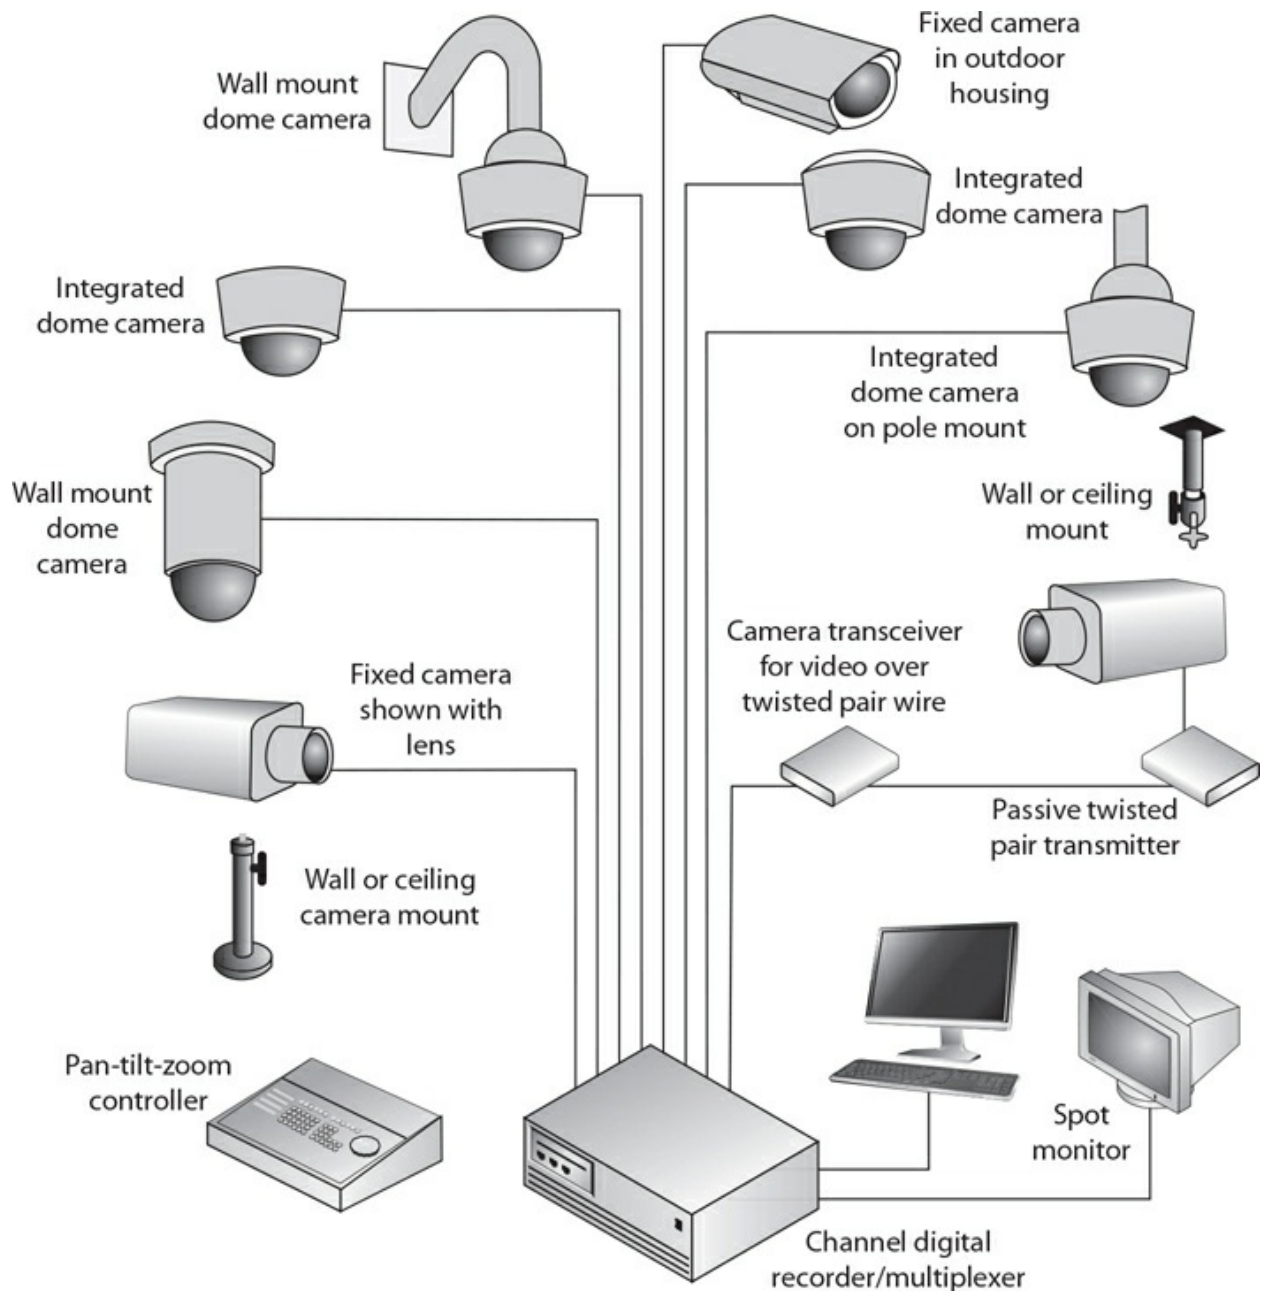 Wall mount
dome camera
Fixed camera
in outdoor
housing
Integrated
dome camera
Integrated
dome camera
Integrated
dome camera
on pole mount
Wall mount
dome
camera
Wall or ceiling
mount
Camera transceiver
for video over
twisted pair wire
Fixed camera
shown with
lens
Passive twisted
pair transmitter
Wall or ceiling
camera mount
Pan-tilt-zoom
controller
Spot
monitor
Channel digital
recorder/multiplexer